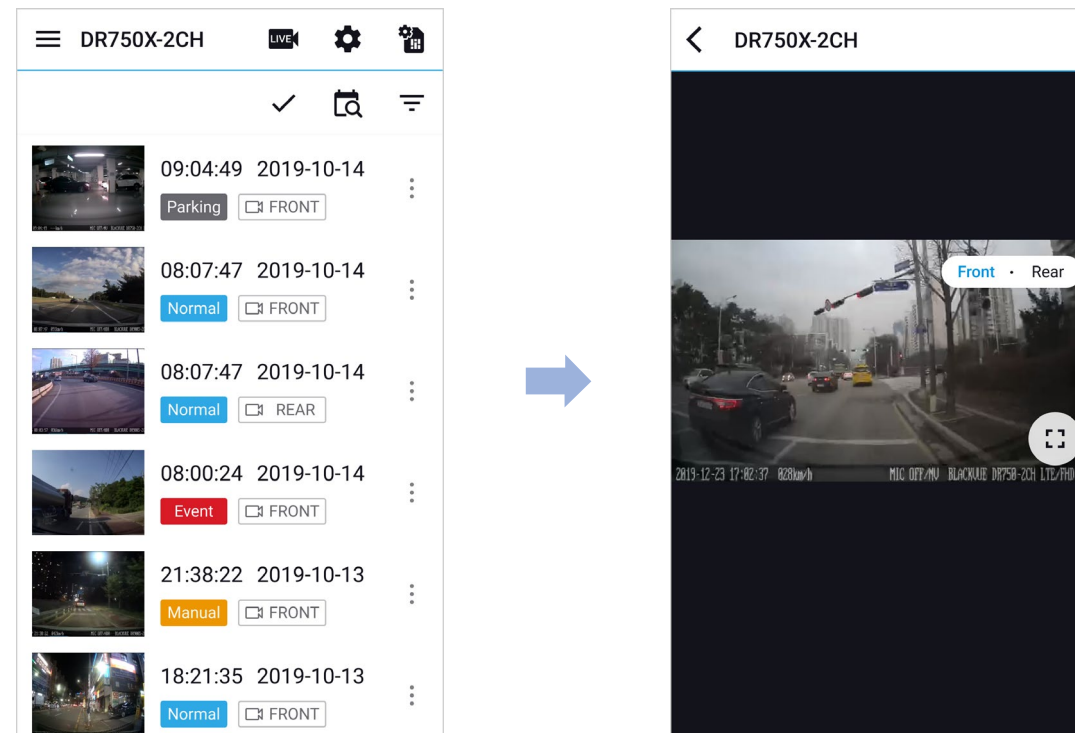 DR750X-2CH
LIVE
09:04:49 2019-10-14
Parking FRONT
08:07:47 2019-10-14
Normal FRONT
08:07:47 2019-10-14
Normal REAR
08:00:24 2019-10-14
Event FRONT
21:38:22 2019-10-13
Manual FRONT
18:21:35 2019-10-13
Normal FRONT
DR750X-2CH
Front · Rear
2019-12-23 17:02:37 028km/h MIC OFF/NU BLACKVUE DR750-2CH LTE/FHD